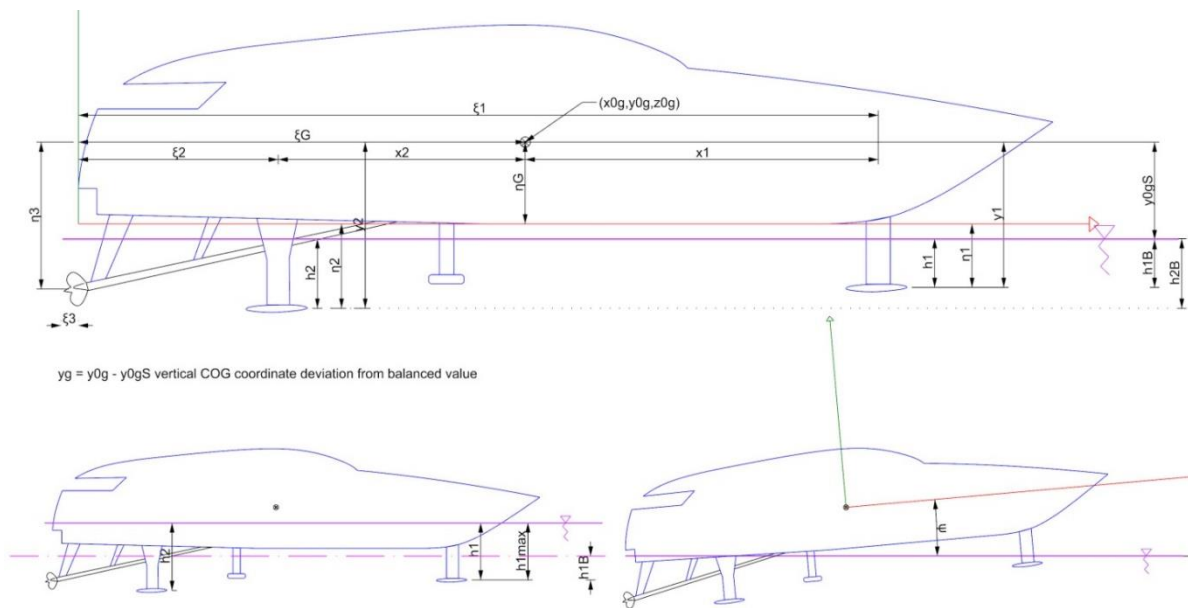 ξ1
(x0g,y0g,z0g)
ξG
ξ2
x2
x1
η3
y2
ηG
y1
y0gS
h2
η2
h1
η1
h1B
h2B
ξ3
yg = y0g - y0gS vertical COG coordinate deviation from balanced value
h2
h1
h1max
h1B